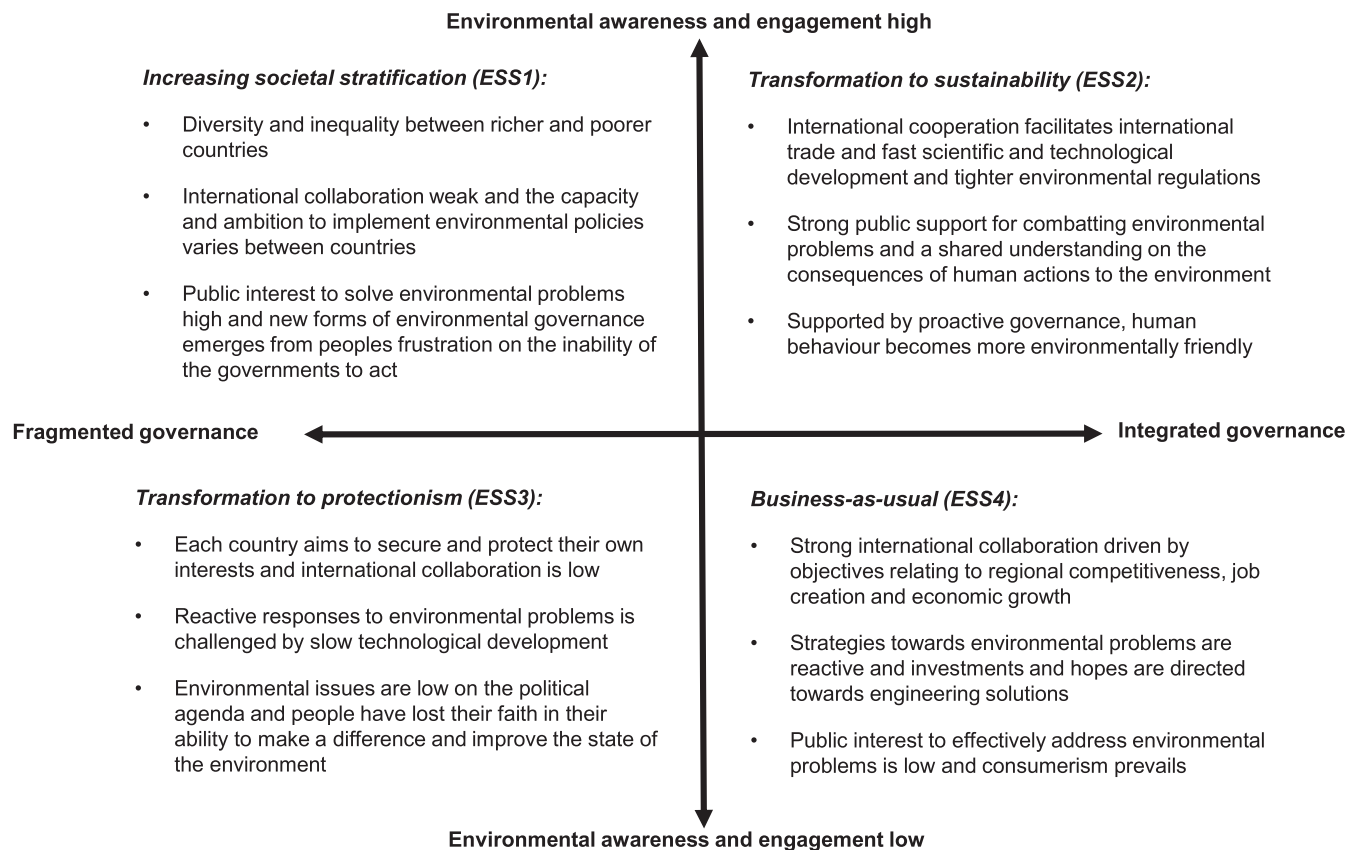 Environmental awareness and engagement high
Increasing societal stratification (ESS1):
• Diversity and inequality between richer and poorer
countries
• International collaboration weak and the capacity
and ambition to implement environmental policies
varies between countries
• Public interest to solve environmental problems
high and new forms of environmental governance
emerges from peoples frustration on the inability of
the governments to act
Transformation to sustainability (ESS2):
• International cooperation facilitates international
trade and fast scientific and technological
development and tighter environmental regulations
• Strong public support for combatting environmental
problems and a shared understanding on the
consequences of human actions to the environment
• Supported by proactive governance, human
behaviour becomes more environmentally friendly
Fragmented governance
Integrated governance
Transformation to protectionism (ESS3):
• Each country aims to secure and protect their own
interests and international collaboration is low
• Reactive responses to environmental problems is
challenged by slow technological development
• Environmental issues are low on the political
agenda and people have lost their faith in their
ability to make a difference and improve the state of
the environment
Business-as-usual (ESS4):
• Strong international collaboration driven by
objectives relating to regional competitiveness, job
creation and economic growth
• Strategies towards environmental problems are
reactive and investments and hopes are directed
towards engineering solutions
• Public interest to effectively address environmental
problems is low and consumerism prevails
Environmental awareness and engagement low